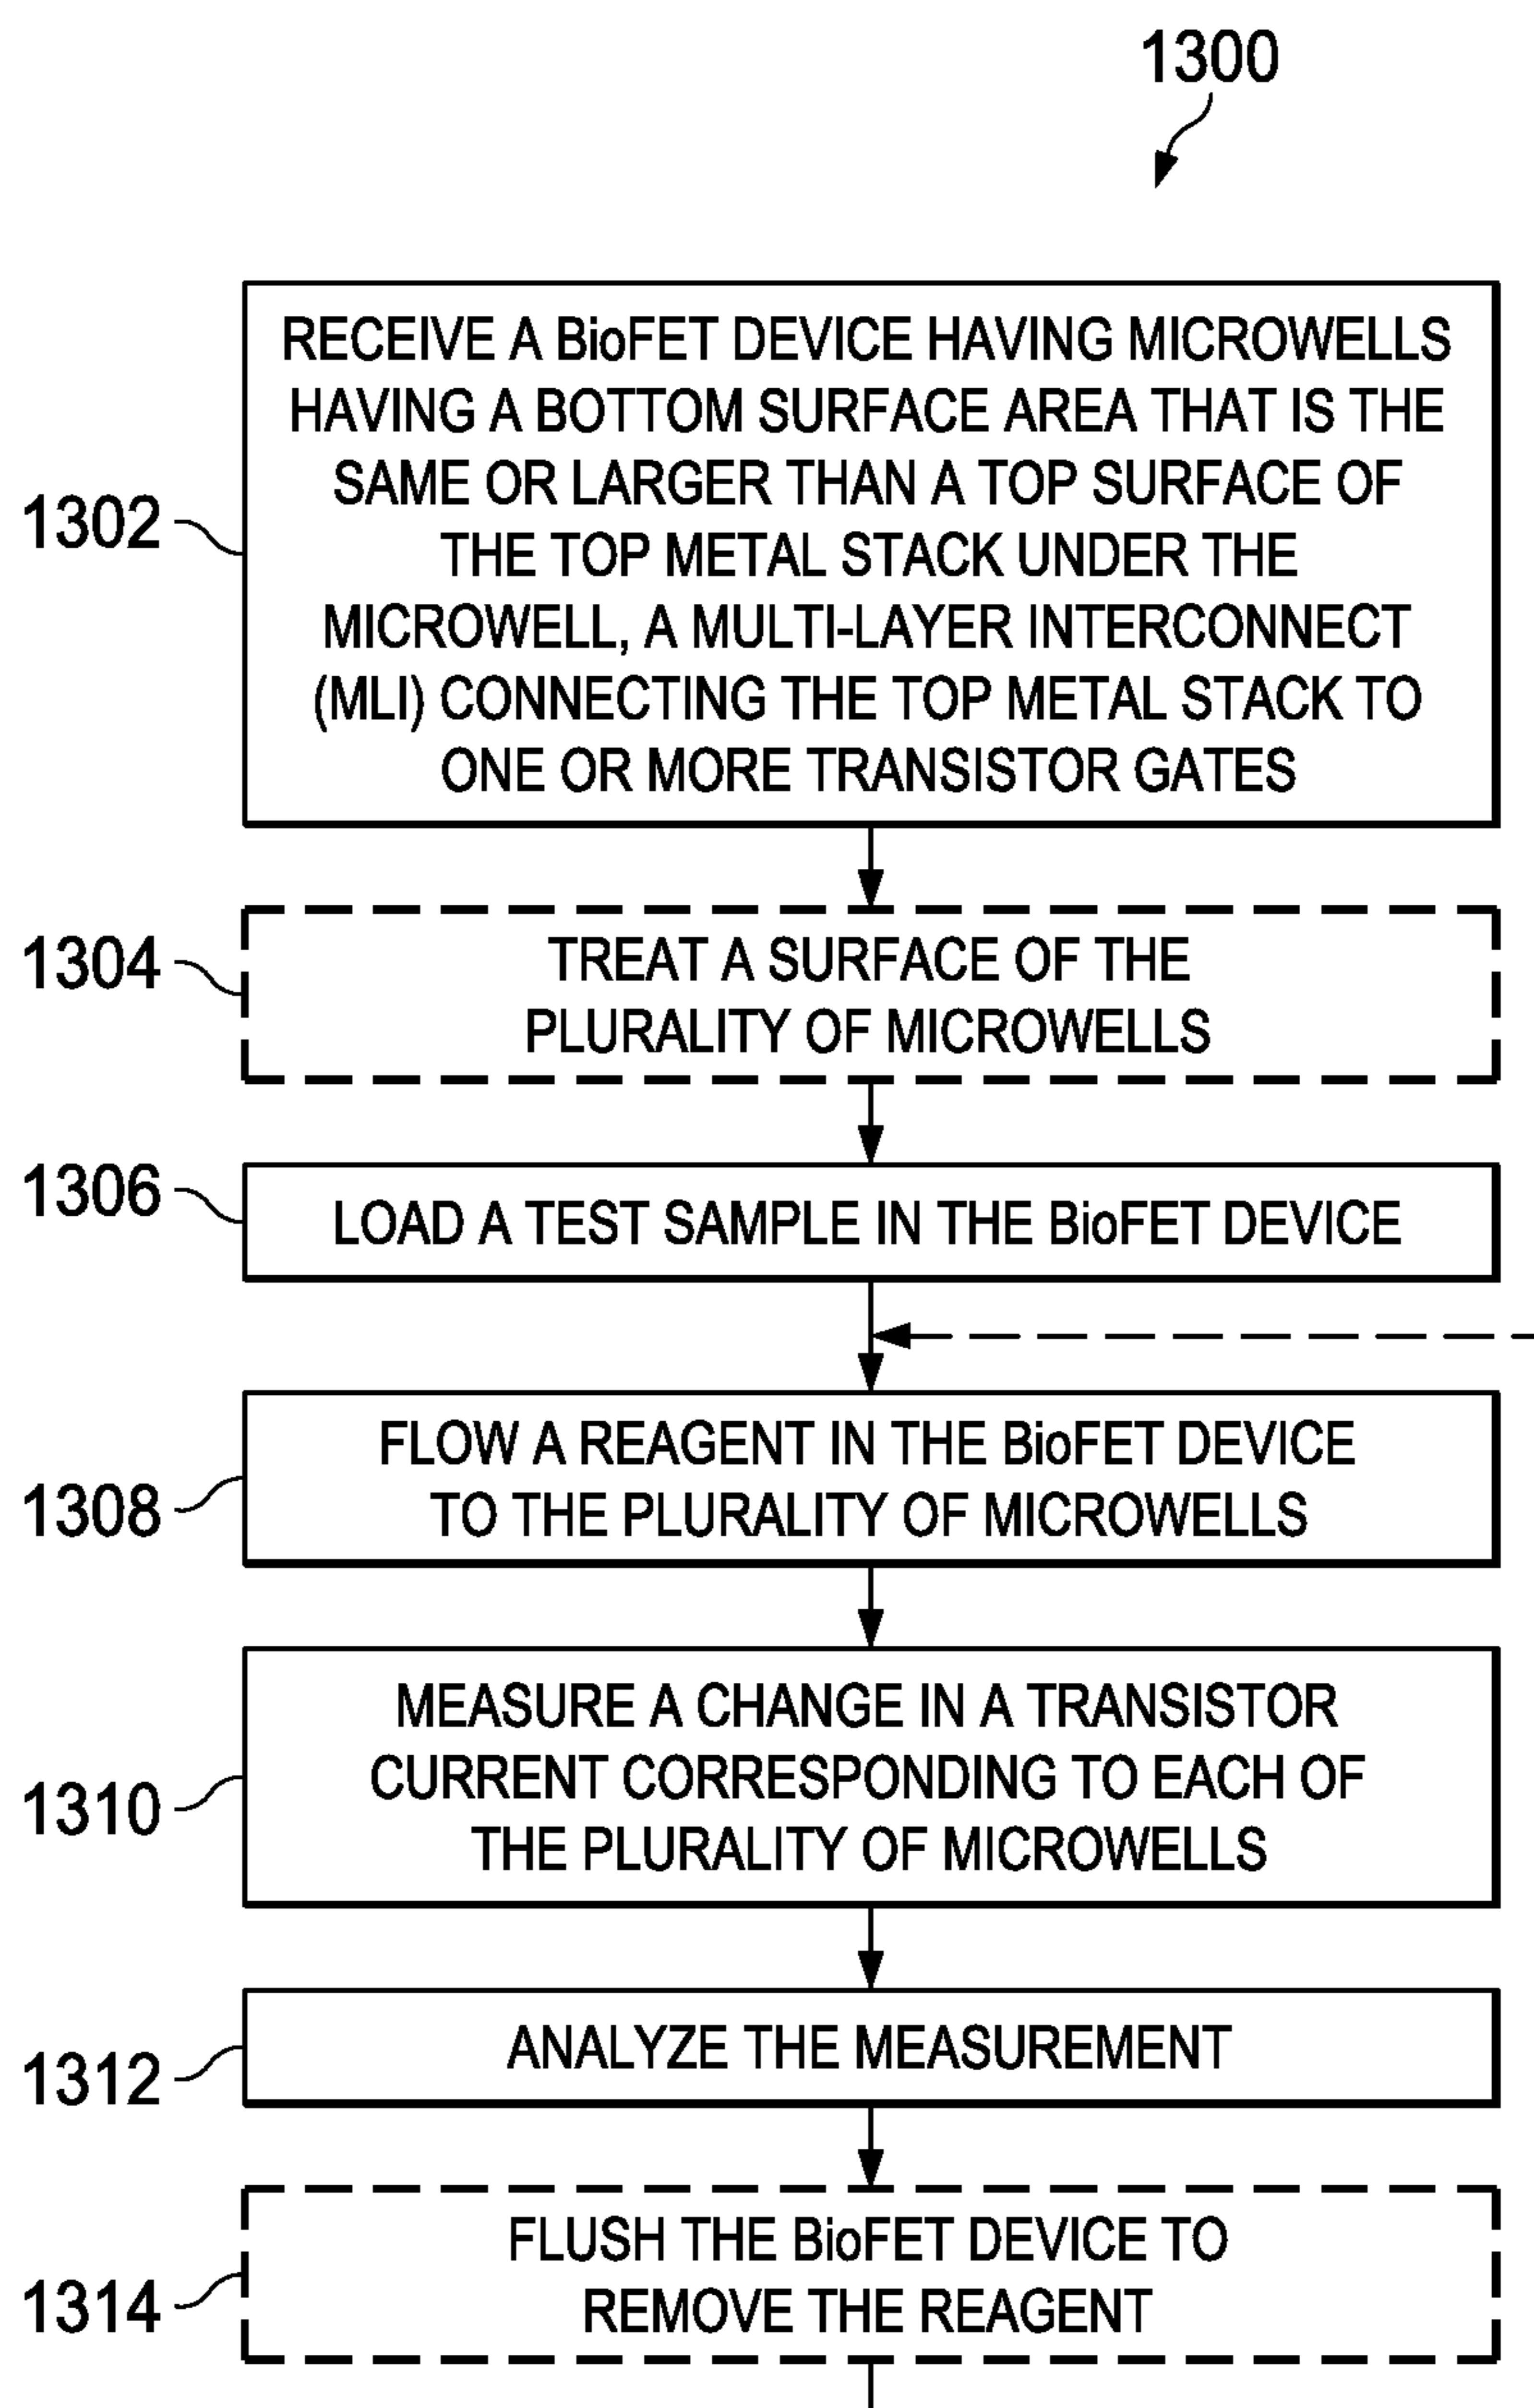 1300
1302
RECEIVE A BioFET DEVICE HAVING MICROWELLS
HAVING A BOTTOM SURFACE AREA THAT IS THE
SAME OR LARGER THAN A TOP SURFACE OF
THE TOP METAL STACK UNDER THE
MICROWELL, A MULTI-LAYER INTERCONNECT
(MLI) CONNECTING THE TOP METAL STACK TO
ONE OR MORE TRANSISTOR GATES
1304
TREAT A SURFACE OF THE
PLURALITY OF MICROWELLS
1306
LOAD A TEST SAMPLE IN THE BioFET DEVICE
1308
FLOW A REAGENT IN THE BioFET DEVICE
TO THE PLURALITY OF MICROWELLS
1310
MEASURE A CHANGE IN A TRANSISTOR
CURRENT CORRESPONDING TO EACH OF
THE PLURALITY OF MICROWELLS
1312
ANALYZE THE MEASUREMENT
1314
FLUSH THE BioFET DEVICE TO
REMOVE THE REAGENT